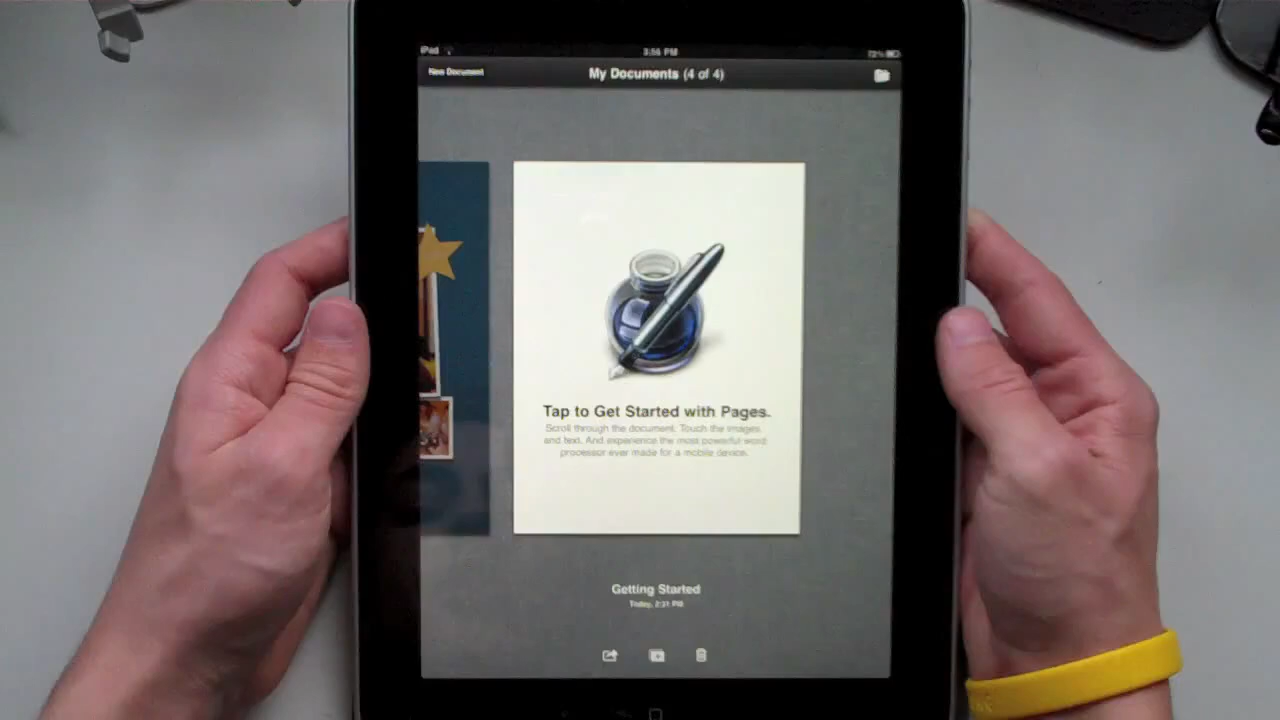 iPad 3:56 PM 72%
New Document My Documents (4 of 4)
Tap to Get Started with Pages.
Scroll through the document. Touch the images
and text. And experience the most powerful word
processor ever made for a mobile device.
Getting Started
Today, 2:31 PM